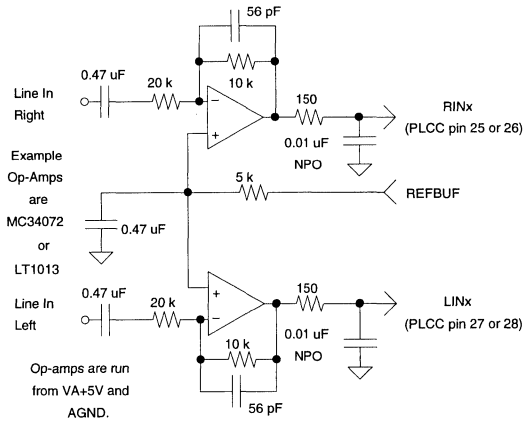 56 pF
0.47 uF
20 k
10 k
Line In
Right
150
RINx
(PLCC pin 25 or 26)
0.01 uF
NPO
Example
Op-Amps
are
MC34072
or
LT1013
5 k
REFBUF
0.47 uF
0.47 uF
20 k
Line In
Left
150
LINx
(PLCC pin 27 or 28)
0.01 uF
NPO
10 k
56 pF
Op-amps are run
from VA+5V and
AGND.